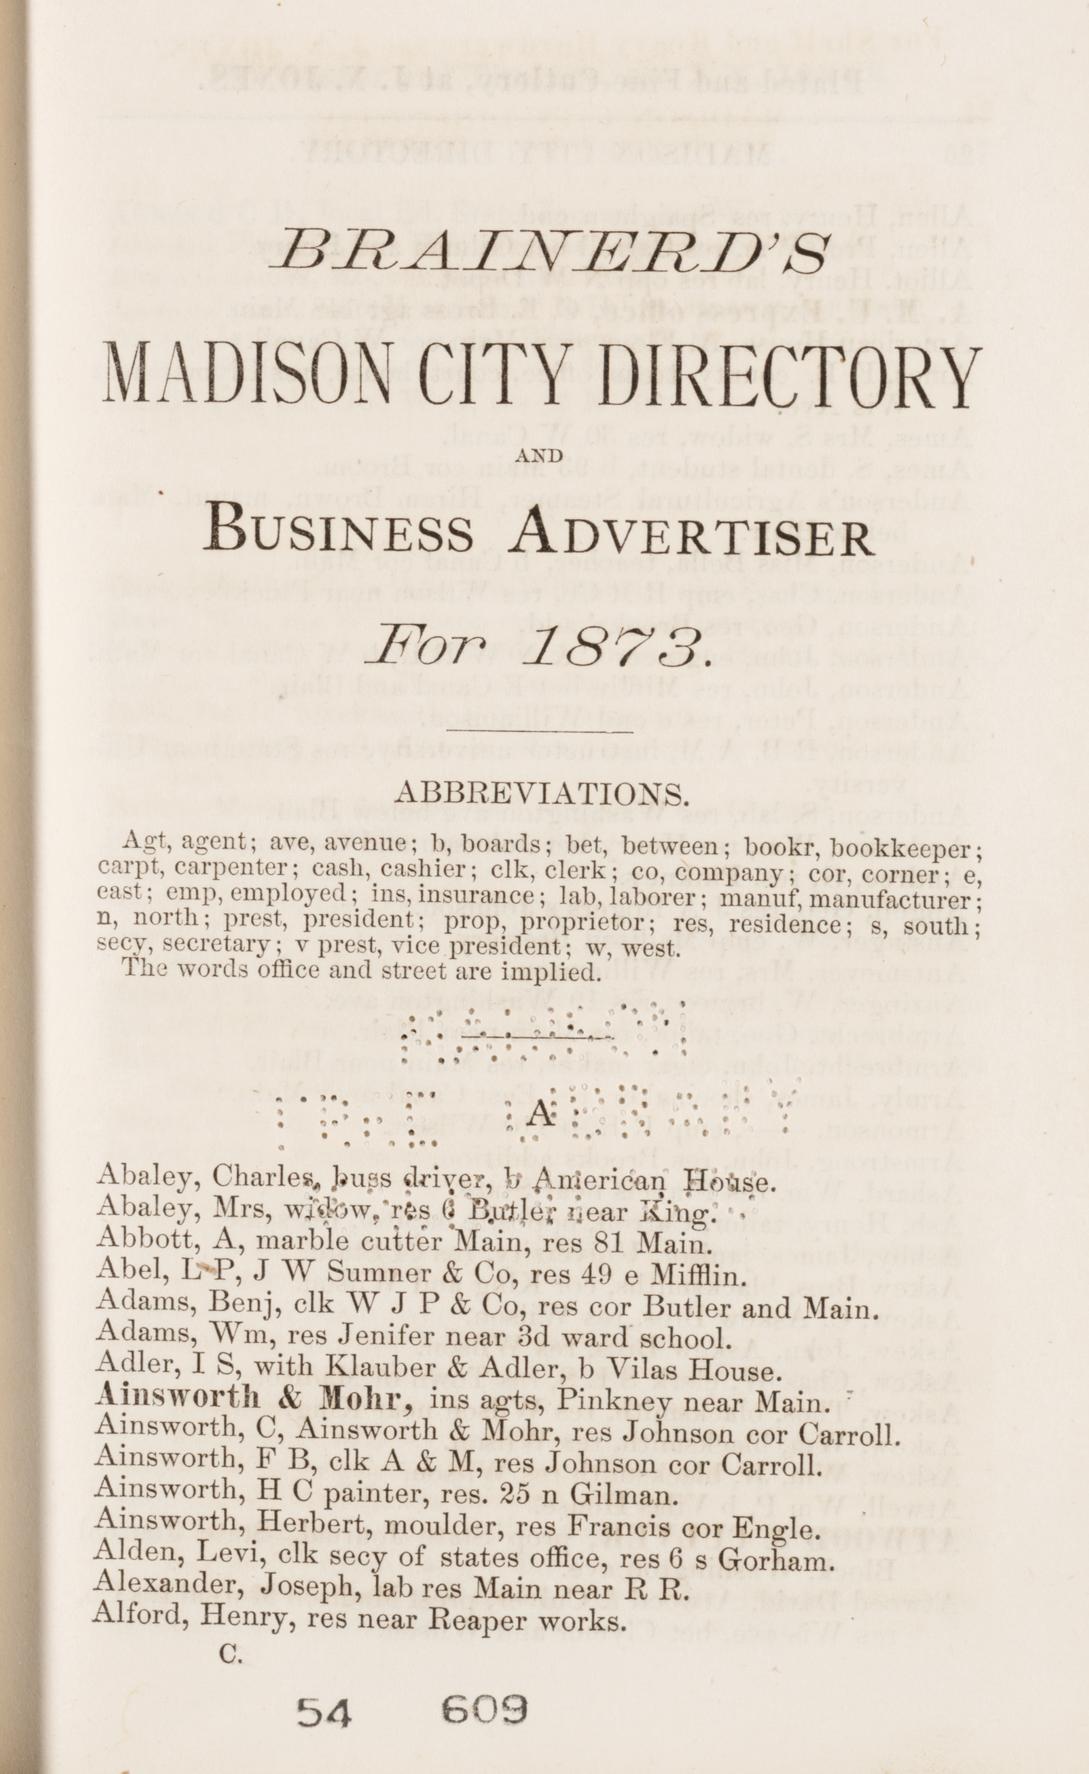 BRAINERD'S
MADISON CITY DIRECTORY
AND
BUSINESS ADVERTISER
For 1873.
ABBREVIATIONS.
Agt, agent; ave, avenue; b, boards; bet, between; bookr, bookkeeper;
carpt, carpenter; cash, cashier; clk, clerk; co, company; cor, corner; e,
east; emp, employed; ins, insurance; lab, laborer; manuf, manufacturer;
n, north; prest, president; prop, proprietor; res, residence; s, south;
secy, secretary; v prest, vice president; w, west.
The words office and street are implied.
A
Abaley, Charles, buss driver, b American House.
Abaley, Mrs, widow, res 6 Butler near King.
Abbott, A, marble cutter Main, res 81 Main.
Abel, L P, J W Sumner & Co, res 49 e Mifflin.
Adams, Benj, clk W J P & Co, res cor Butler and Main.
Adams, Wm, res Jenifer near 3d ward school.
Adler, I S, with Klauber & Adler, b Vilas House.
Ainsworth & Mohr, ins agts, Pinkney near Main.
Ainsworth, C, Ainsworth & Mohr, res Johnson cor Carroll.
Ainsworth, F B, clk A & M, res Johnson cor Carroll.
Ainsworth, H C painter, res. 25 n Gilman.
Ainsworth, Herbert, moulder, res Francis cor Engle.
Alden, Levi, clk secy of states office, res 6 s Gorham.
Alexander, Joseph, lab res Main near R R.
Alford, Henry, res near Reaper works.
C.
54 609